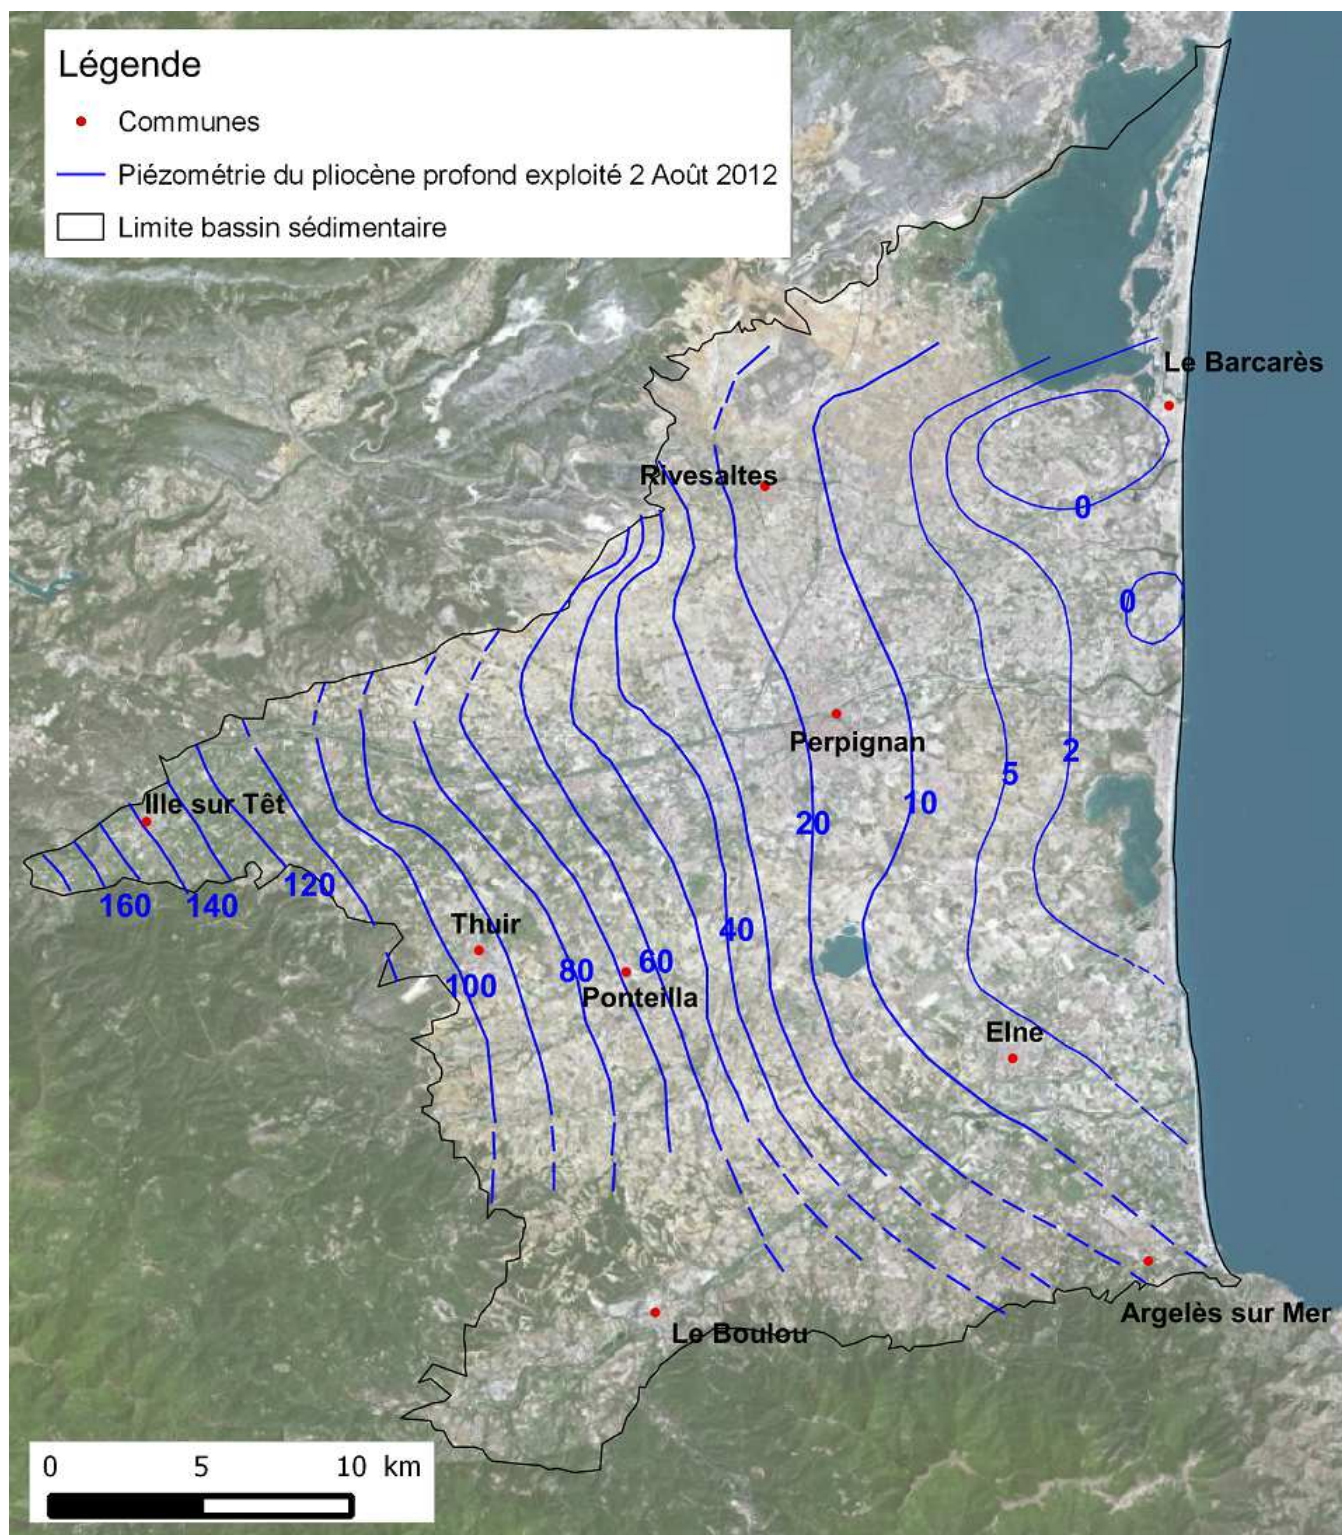 Légende
Communes
Piézométrie du pliocène profond exploité 2 Août 2012
Limite bassin sédimentaire
Le Barcarès
Rivesaltes
0
0
Perpignan
2
5
10
20
Ille sur Têt
120
160
140
Thuir
40
60
80
100
Ponteilla
Elne
Argelès sur Mer
Le Boulou
0 5 10 km